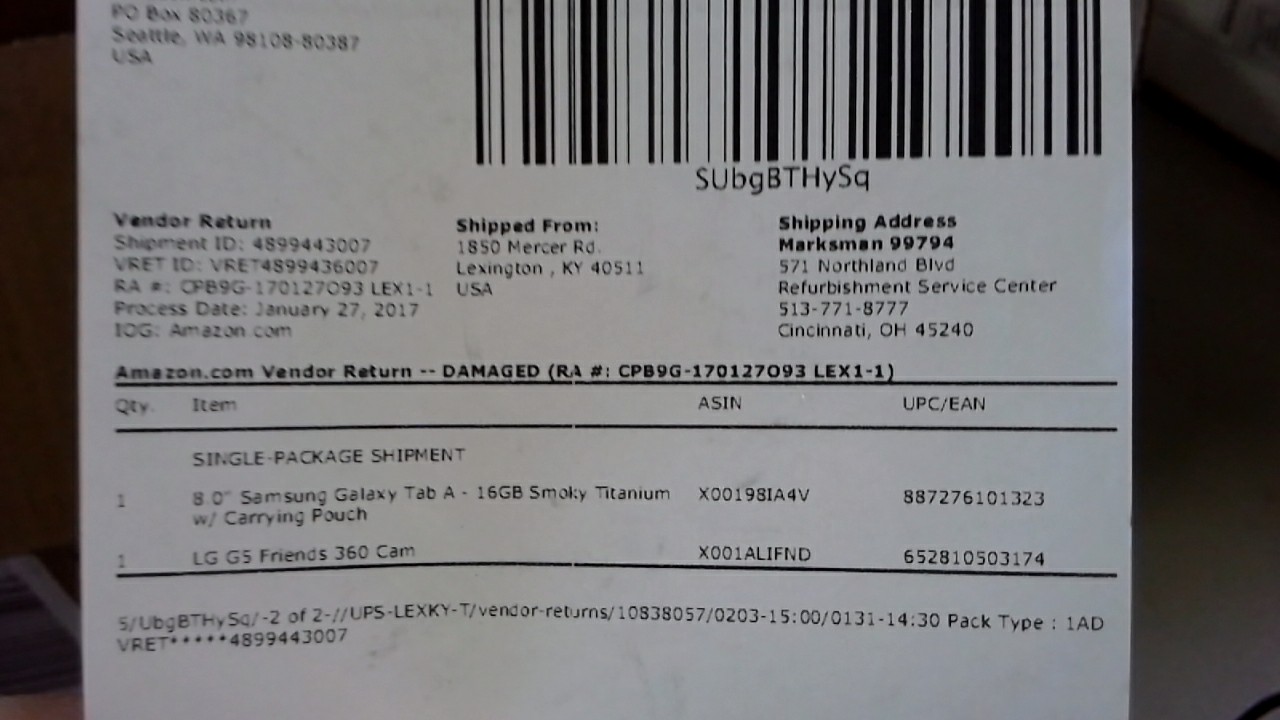 PO Box 80367
Seattle, WA 98108-80387
USA
SUbgBTHySq
Vendor Return
Shipment ID: 4899443007
VRET ID: VRET4899436007
RA #: CPB9G-170127O93 LEX1-1
Process Date: January 27, 2017
IOG: Amazon.com
Shipped From:
1850 Mercer Rd.
Lexington , KY 40511
USA
Shipping Address
Marksman 99794
571 Northland Blvd
Refurbishment Service Center
513-771-8777
Cincinnati, OH 45240
Amazon.com Vendor Return -- DAMAGED (RA #: CPB9G-170127O93 LEX1-1)
Qty. Item ASIN UPC/EAN
SINGLE-PACKAGE SHIPMENT
1 8.0" Samsung Galaxy Tab A - 16GB Smoky Titanium X00198IA4V 887276101323
w/ Carrying Pouch
1 LG G5 Friends 360 Cam X001ALIFND 652810503174
5/UbgBTHySq/-2 of 2-//UPS-LEXKY-T/vendor-returns/10838057/0203-15:00/0131-14:30 Pack Type : 1AD
VRET*****4899443007